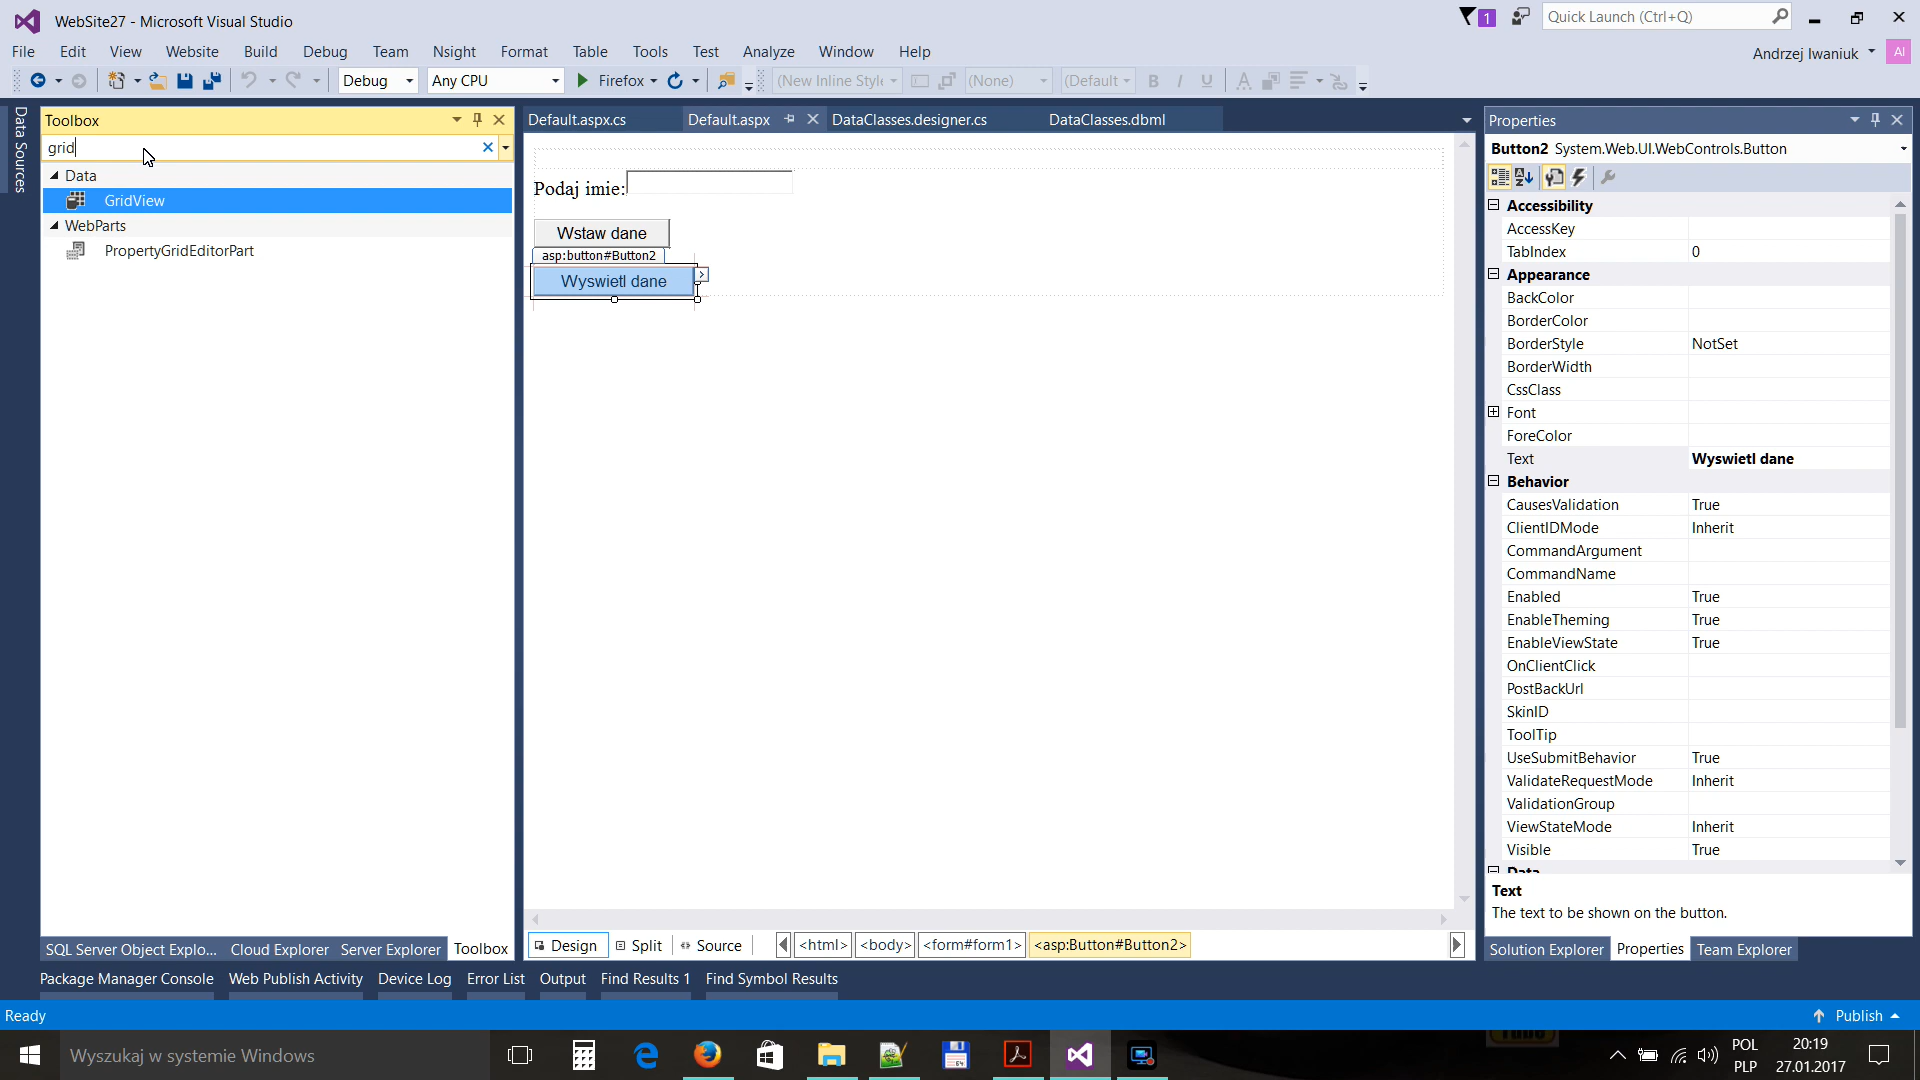 WebSite27 - Microsoft Visual Studio
1
Quick Launch (Ctrl+Q)
File Edit View Website Build Debug Team Nsight Format Table Tools Test Analyze Window Help
Andrzej Iwaniuk
AI
Debug Any CPU Firefox (New Inline Style (None) (Default B I U A
Data Sources
Toolbox
grid
Data
GridView
WebParts
PropertyGridEditorPart
Default.aspx.cs Default.aspx DataClasses.designer.cs DataClasses.dbml
Podaj imie:
Wstaw dane
asp:button#Button2
Wyswietl dane
Properties
Button2 System.Web.UI.WebControls.Button
Accessibility
AccessKey
TabIndex 0
Appearance
BackColor
BorderColor
BorderStyle NotSet
BorderWidth
CssClass
Font
ForeColor
Text Wyswietl dane
Behavior
CausesValidation True
ClientIDMode Inherit
CommandArgument
CommandName
Enabled True
EnableTheming True
EnableViewState True
OnClientClick
PostBackUrl
SkinID
ToolTip
UseSubmitBehavior True
ValidateRequestMode Inherit
ValidationGroup
ViewStateMode Inherit
Visible True
Data
Text
The text to be shown on the button.
SQL Server Object Explo... Cloud Explorer Server Explorer Toolbox
Design Split Source <html> <body> <form#form1> <asp:Button#Button2>
Solution Explorer Properties Team Explorer
Package Manager Console Web Publish Activity Device Log Error List Output Find Results 1 Find Symbol Results
Ready
Publish
Wyszukaj w systemie Windows
64
POL
PLP
20:19
27.01.2017